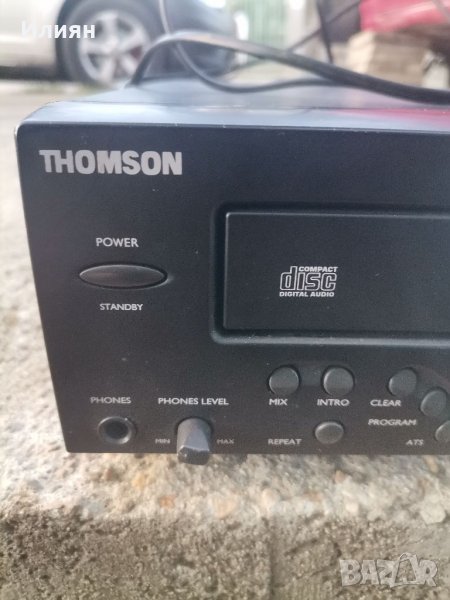 Илиян
THOMSON
POWER
STANDBY
COMPACT
disc
DIGITAL AUDIO
PHONES
PHONES LEVEL
MIN
MAX
MIX
INTRO
CLEAR
PROGRAM
REPEAT
ATS
BAZAR